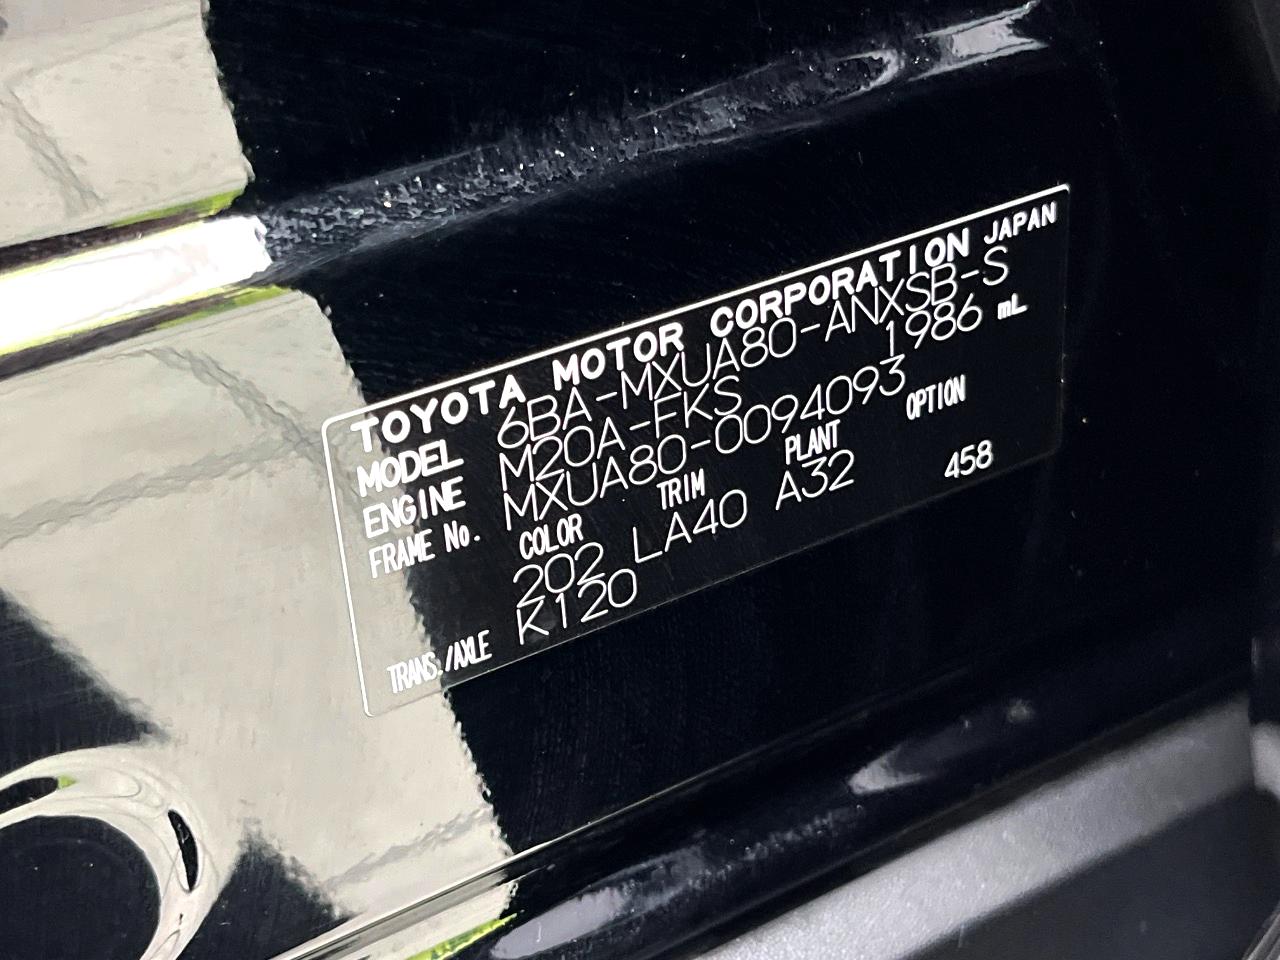 TOYOTA MOTOR CORPORATION JAPAN
MODEL 6BA-MXUA80-ANXSB-S
ENGINE M20A-FKS 1986 mL
FRAME No. MXUA80-0094093
COLOR TRIM PLANT OPTION
202 LA40 A32 458
TRANS./AXLE K120